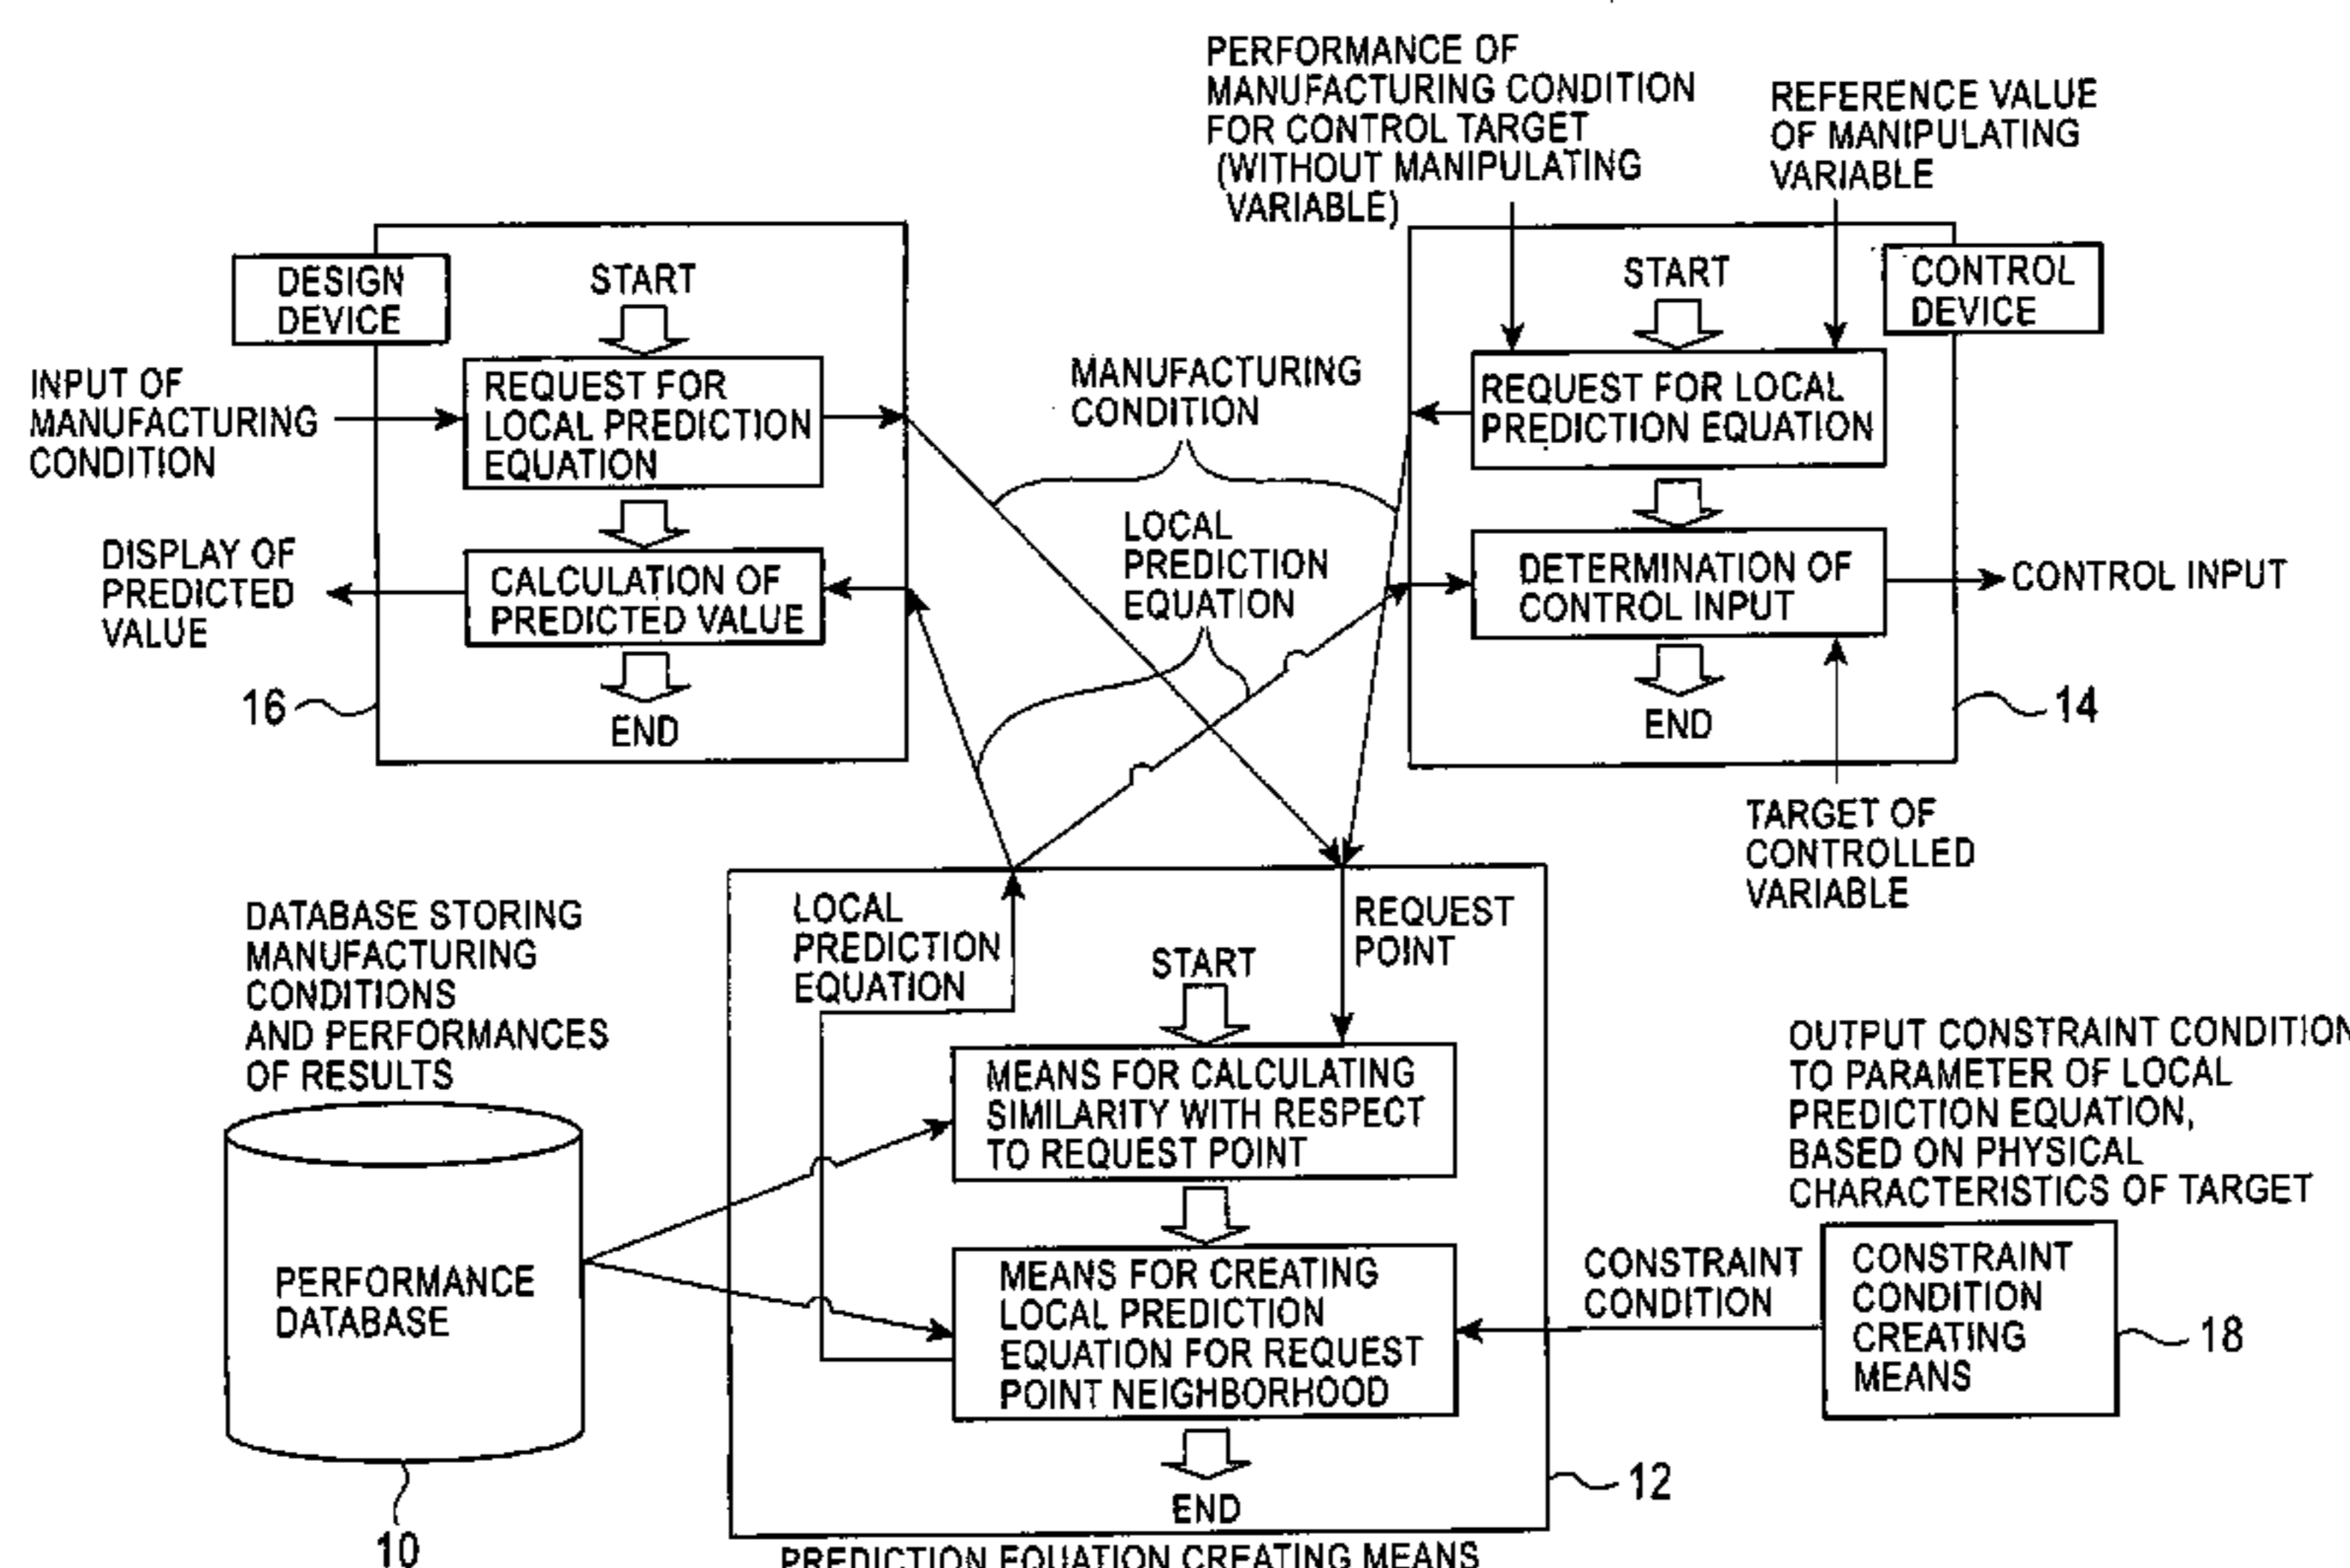 PERFORMANCE OF
MANUFACTURING CONDITION
FOR CONTROL TARGET
(WITHOUT MANIPULATING
VARIABLE)
REFERENCE VALUE
OF MANIPULATING
VARIABLE
DESIGN
DEVICE
START
INPUT OF
MANUFACTURING
CONDITION
REQUEST FOR
LOCAL PREDICTION
EQUATION
DISPLAY OF
PREDICTED
VALUE
CALCULATION OF
PREDICTED VALUE
END
16
MANUFACTURING
CONDITION
LOCAL
PREDICTION
EQUATION
START
CONTROL
DEVICE
REQUEST FOR LOCAL
PREDICTION EQUATION
DETERMINATION OF
CONTROL INPUT
CONTROL INPUT
END
14
TARGET OF
CONTROLLED
VARIABLE
DATABASE STORING
MANUFACTURING
CONDITIONS
AND PERFORMANCES
OF RESULTS
PERFORMANCE
DATABASE
10
LOCAL
PREDICTION
EQUATION
START
REQUEST
POINT
MEANS FOR CALCULATING
SIMILARITY WITH RESPECT
TO REQUEST POINT
MEANS FOR CREATING
LOCAL PREDICTION
EQUATION FOR REQUEST
POINT NEIGHBORHOOD
END
12
PREDICTION EQUATION CREATING MEANS
OUTPUT CONSTRAINT CONDITION
TO PARAMETER OF LOCAL
PREDICTION EQUATION,
BASED ON PHYSICAL
CHARACTERISTICS OF TARGET
CONSTRAINT
CONDITION
CONSTRAINT
CONDITION
CREATING
MEANS
18